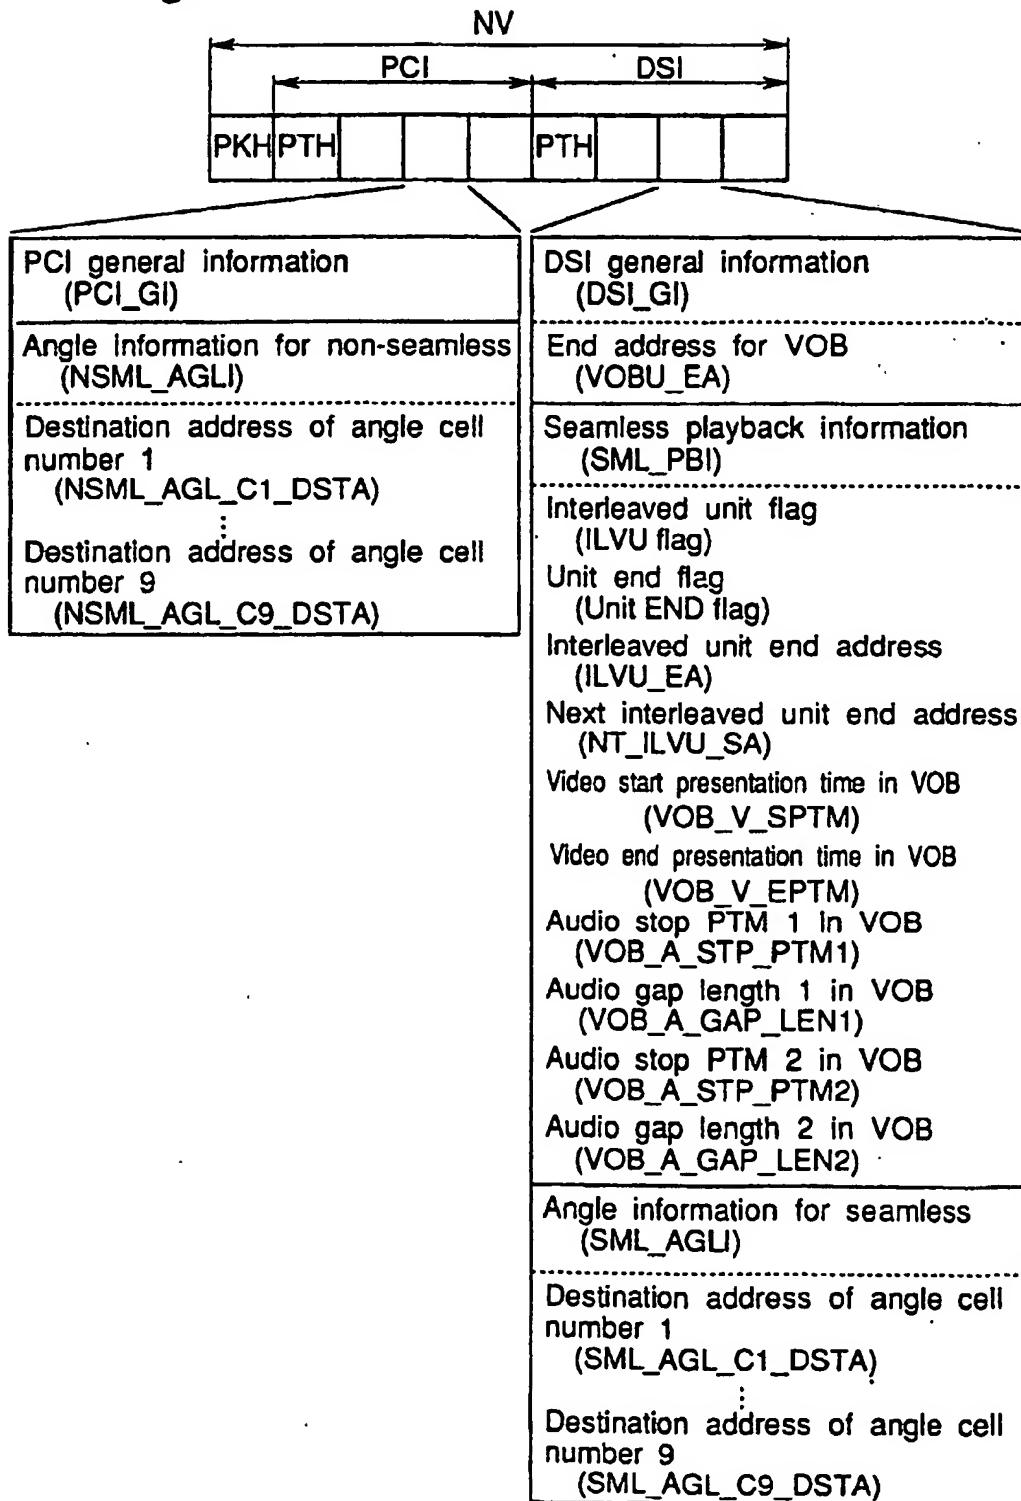 NV
PCI
DSI
PKH PTH PTH
PCI general information
(PCI_GI)
Angle Information for non-seamless
(NSML_AGLI)
Destination address of angle cell
number 1
(NSML_AGL_C1_DSTA)
Destination address of angle cell
number 9
(NSML_AGL_C9_DSTA)
DSI general information
(DSI_GI)
End address for VOB
(VOBU_EA)
Seamless playback information
(SML_PBI)
Interleaved unit flag
(ILVU flag)
Unit end flag
(Unit END flag)
Interleaved unit end address
(ILVU_EA)
Next interleaved unit end address
(NT_ILVU_SA)
Video start presentation time in VOB
(VOB_V_SPTM)
Video end presentation time in VOB
(VOB_V_EPTM)
Audio stop PTM 1 in VOB
(VOB_A_STP_PTM1)
Audio gap length 1 in VOB
(VOB_A_GAP_LEN1)
Audio stop PTM 2 in VOB
(VOB_A_STP_PTM2)
Audio gap length 2 in VOB
(VOB_A_GAP_LEN2)
Angle information for seamless
(SML_AGLI)
Destination address of angle cell
number 1
(SML_AGL_C1_DSTA)
Destination address of angle cell
number 9
(SML_AGL_C9_DSTA)